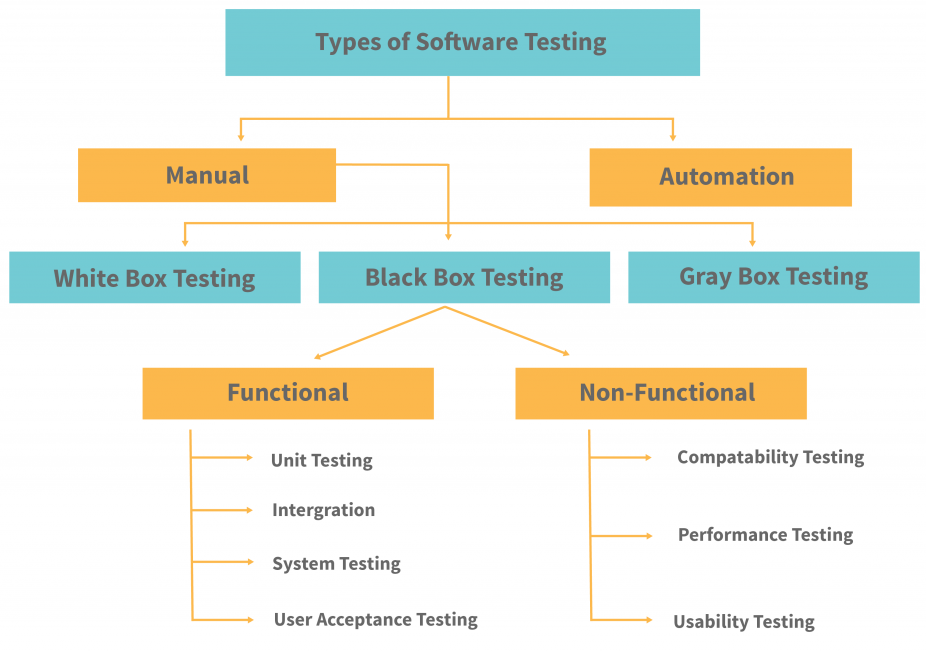 Types of Software Testing
Manual
Automation
White Box Testing
Black Box Testing
Gray Box Testing
Functional
Non-Functional
Unit Testing
Intergration
System Testing
User Acceptance Testing
Compatability Testing
Performance Testing
Usability Testing